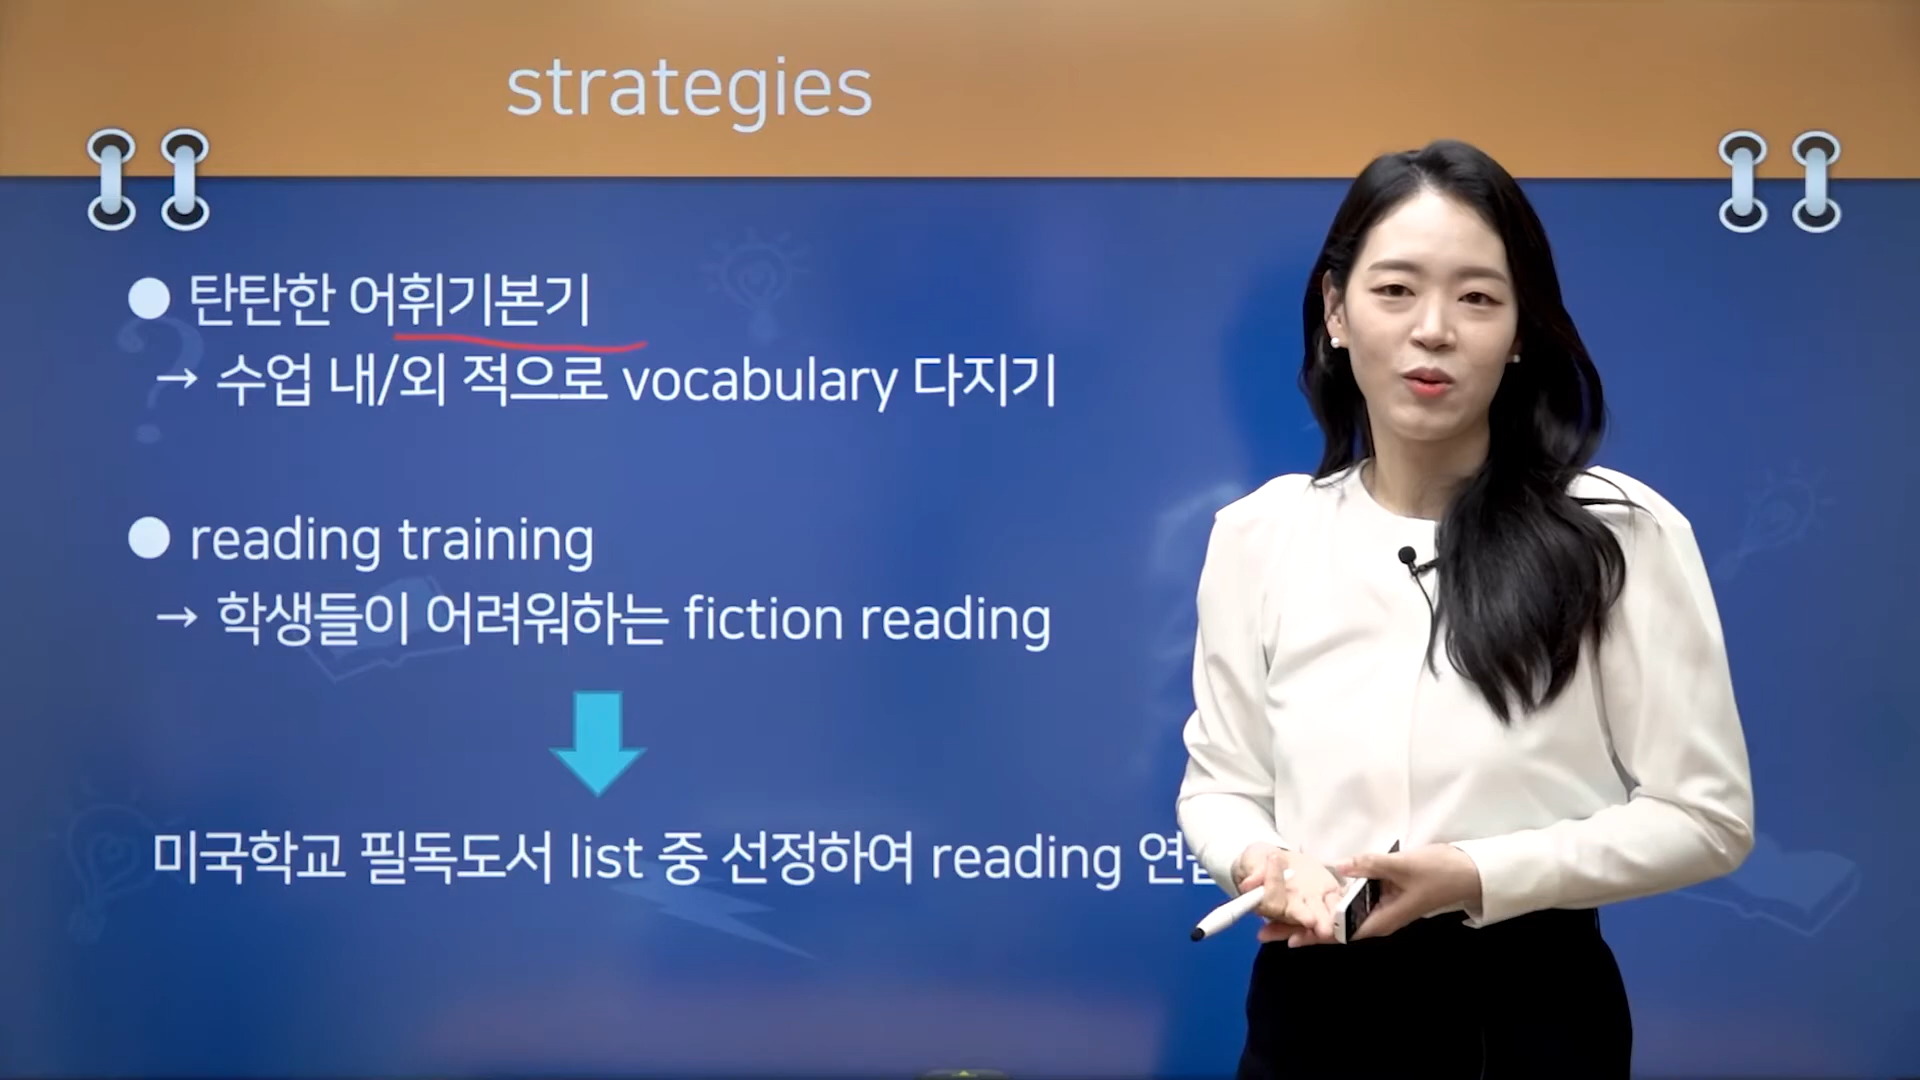 strategies
● 탄탄한 어휘기본기
→ 수업 내/외 적으로 vocabulary 다지기
● reading training
→ 학생들이 어려워하는 fiction reading
미국학교 필독도서 list 중 선정하여 reading